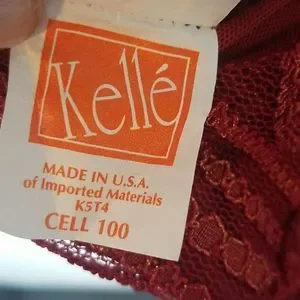 Kellé
MADE IN U.S.A.
of Imported Materials
K5T4
CELL 100